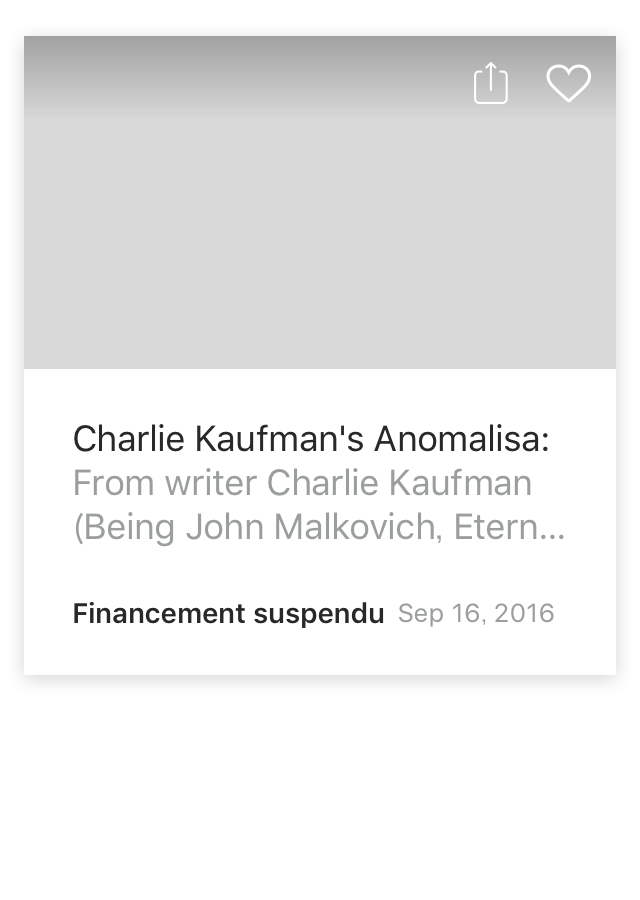 Charlie Kaufman's Anomalisa:
From writer Charlie Kaufman
(Being John Malkovich, Etern...
Financement suspendu Sep 16, 2016